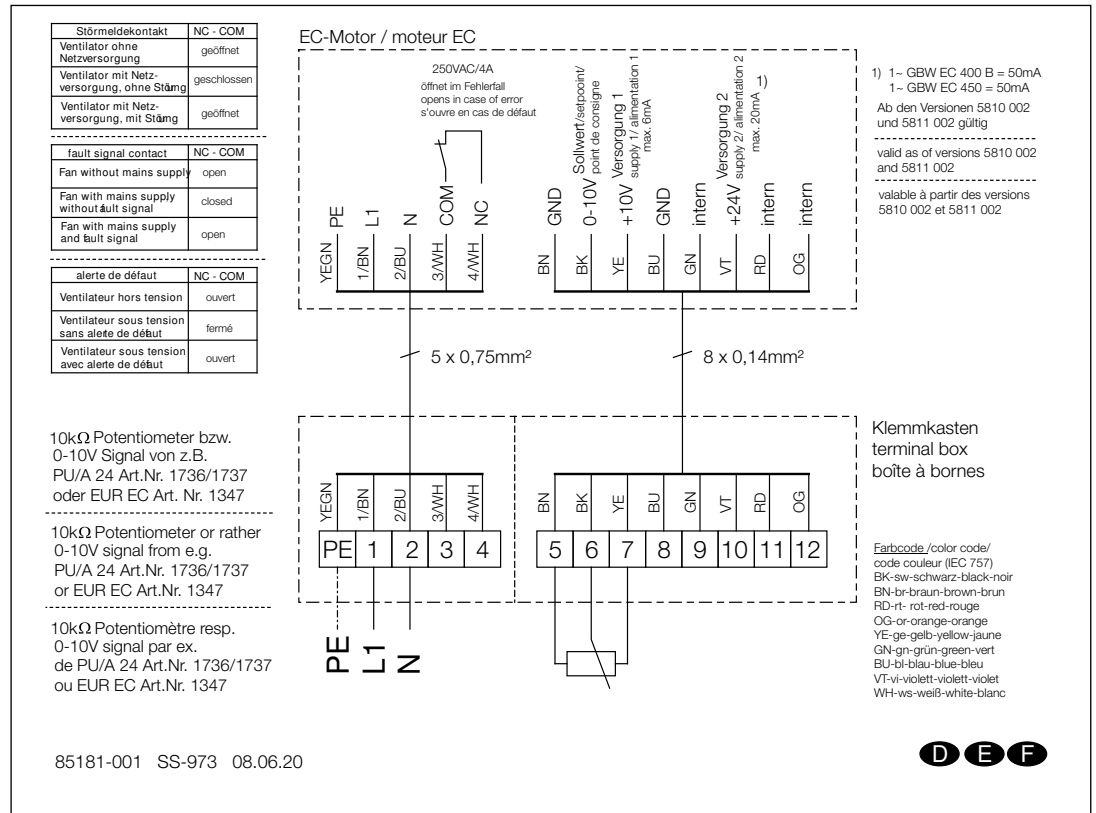 Störmeldekontakt NC - COM
Ventilator ohne
Netzversorgung geöffnet
Ventilator mit Netz-
versorgung, ohne Störung geschlossen
Ventilator mit Netz-
versorgung, mit Störung geöffnet
fault signal contact NC - COM
Fan without mains supply open
Fan with mains supply
without fault signal closed
Fan with mains supply
and fault signal open
alerte de défaut NC - COM
Ventilateur hors tension ouvert
Ventilateur sous tension
sans alerte de défaut fermé
Ventilateur sous tension
avec alerte de défaut ouvert
EC-Motor / moteur EC
250VAC/4A
öffnet im Fehlerfall
opens in case of error
s'ouvre en cas de défaut
PE
L1
N
COM
NC
YEGN
1/BN
2/BU
3/WH
4/WH
GND
0-10V Sollwert/setpooint/
point de consigne
+10V Versorgung 1
supply 1/ alimentation 1
max. 6mA
GND
intern
+24V Versorgung 2
supply 2/ alimentation 2
max. 20mA 1)
intern
intern
BN
BK
YE
BU
GN
VT
RD
OG
1) 1~ GBW EC 400 B = 50mA
1~ GBW EC 450 = 50mA
Ab den Versionen 5810 002
und 5811 002 gültig
valid as of versions 5810 002
and 5811 002
valable à partir des versions
5810 002 et 5811 002
5 x 0,75mm²
8 x 0,14mm²
10kΩ Potentiometer bzw.
0-10V Signal von z.B.
PU/A 24 Art.Nr. 1736/1737
oder EUR EC Art. Nr. 1347
10kΩ Potentiometer or rather
0-10V signal from e.g.
PU/A 24 Art.Nr. 1736/1737
or EUR EC Art.Nr. 1347
10kΩ Potentiomètre resp.
0-10V signal par ex.
de PU/A 24 Art.Nr. 1736/1737
ou EUR EC Art.Nr. 1347
YEGN
1/BN
2/BU
3/WH
4/WH
PE 1 2 3 4
PE
L1
N
BN
BK
YE
BU
GN
VT
RD
OG
5 6 7 8 9 10 11 12
Klemmkasten
terminal box
boîte à bornes
Farbcode /color code/
code couleur (IEC 757)
BK-sw-schwarz-black-noir
BN-br-braun-brown-brun
RD-rt- rot-red-rouge
OG-or-orange-orange
YE-ge-gelb-yellow-jaune
GN-gn-grün-green-vert
BU-bl-blau-blue-bleu
VT-vi-violett-violett-violet
WH-ws-weiß-white-blanc
85181-001 SS-973 08.06.20
D E F